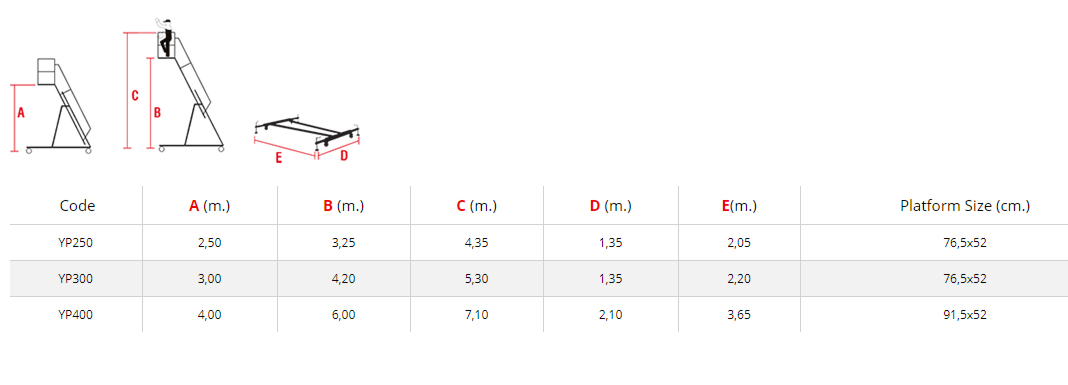 C
A
B
E
D
Code A (m.) B (m.) C (m.) D (m.) E(m.) Platform Size (cm.)
YP250 2,50 3,25 4,35 1,35 2,05 76,5x52
YP300 3,00 4,20 5,30 1,35 2,20 76,5x52
YP400 4,00 6,00 7,10 2,10 3,65 91,5x52